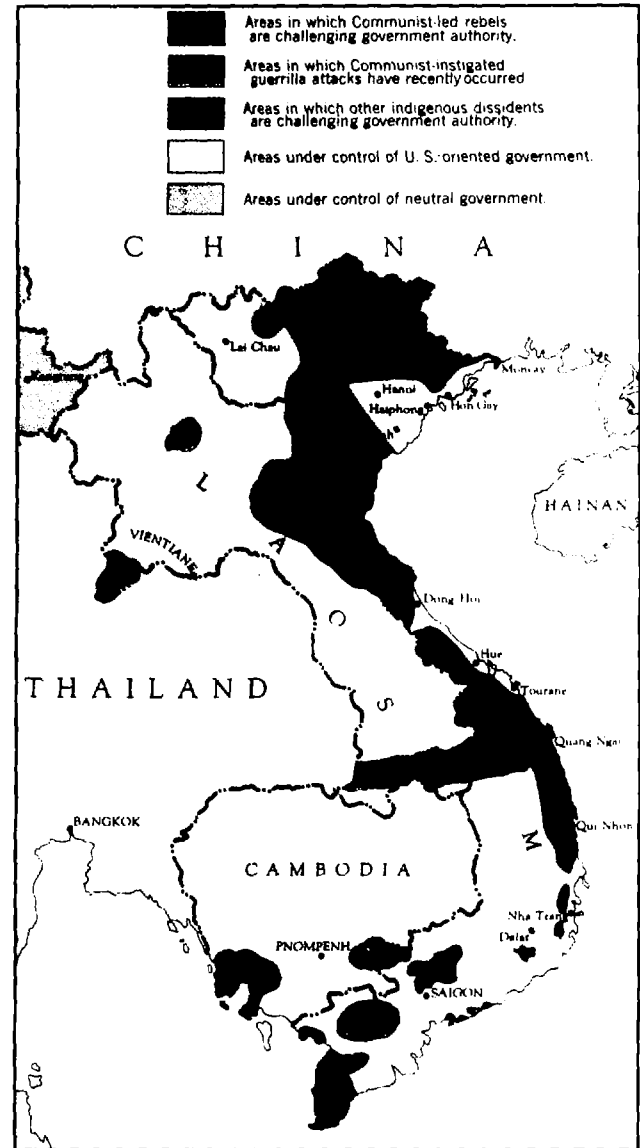 Areas in which Communist-led rebels
are challenging government authority.
Areas in which Communist-instigated
guerrilla attacks have recently occurred
Areas in which other indigenous dissidents
are challenging government authority.
Areas under control of U. S.-oriented government.
Areas under control of neutral government.
C H I N A
Lai Chau
Moncay
Hanoi
Haiphong
Hon Gay
h
HAINAN
L A O S
VIENTIANE
Dong Hoi
Hue
THAILAND
Tourane
Quang Ngai
BANGKOK
Qui Nhon
M
CAMBODIA
Nha Trang
Dalat
PNOMPENH
SAIGON